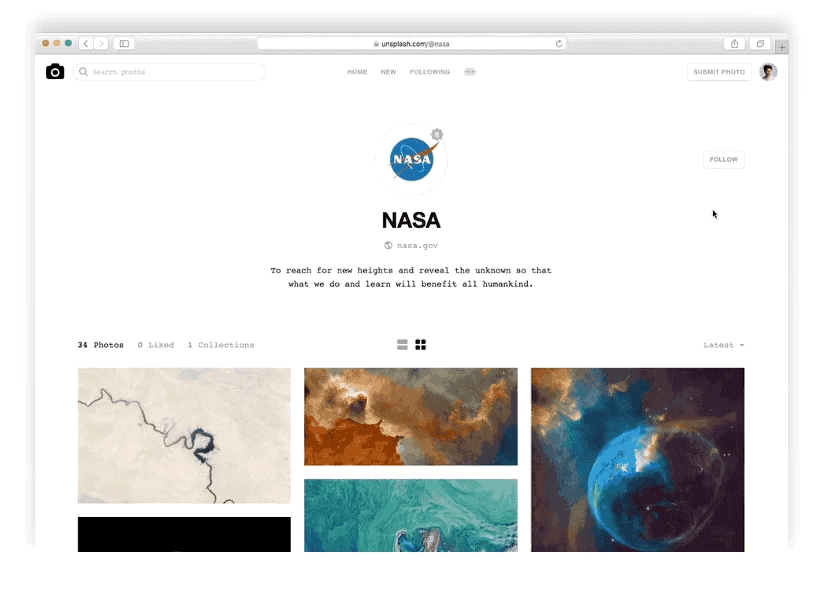 unsplash.com/@nasa
Search photos
HOME NEW FOLLOWING
SUBMIT PHOTO
NASA
FOLLOW
NASA
nasa.gov
To reach for new heights and reveal the unknown so that
what we do and learn will benefit all humankind.
34 Photos 0 Liked 1 Collections
Latest